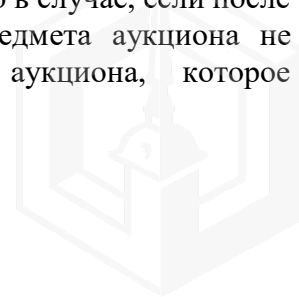 в случае, если после
едмета аукциона не
аукциона, которое